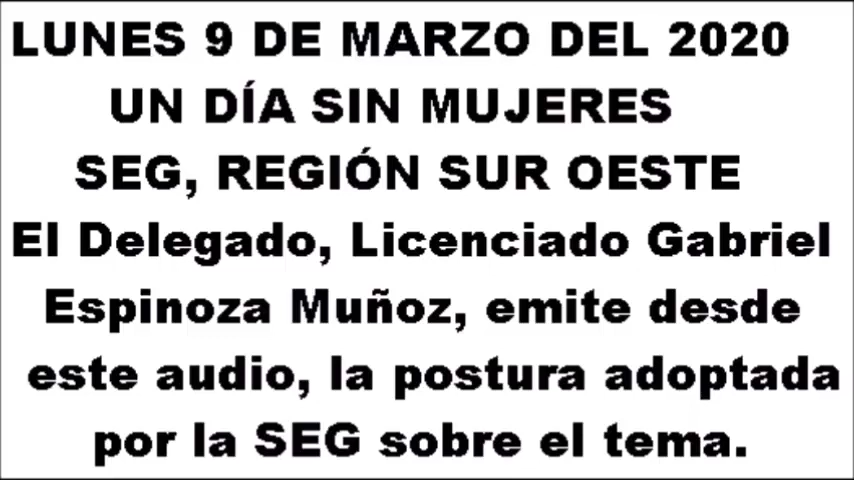 LUNES 9 DE MARZO DEL 2020
UN DÍA SIN MUJERES
SEG, REGIÓN SUR OESTE
El Delegado, Licenciado Gabriel
Espinoza Muñoz, emite desde
este audio, la postura adoptada
por la SEG sobre el tema.